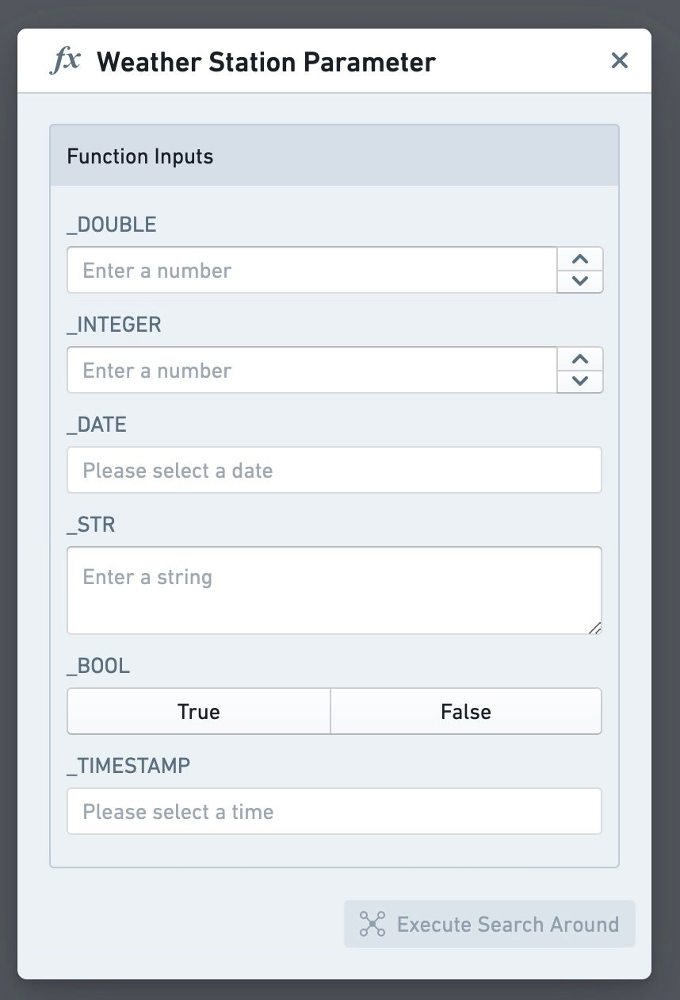 fx Weather Station Parameter
Function Inputs
_DOUBLE
Enter a number
_INTEGER
Enter a number
_DATE
Please select a date
_STR
Enter a string
_BOOL
True False
_TIMESTAMP
Please select a time
Execute Search Around